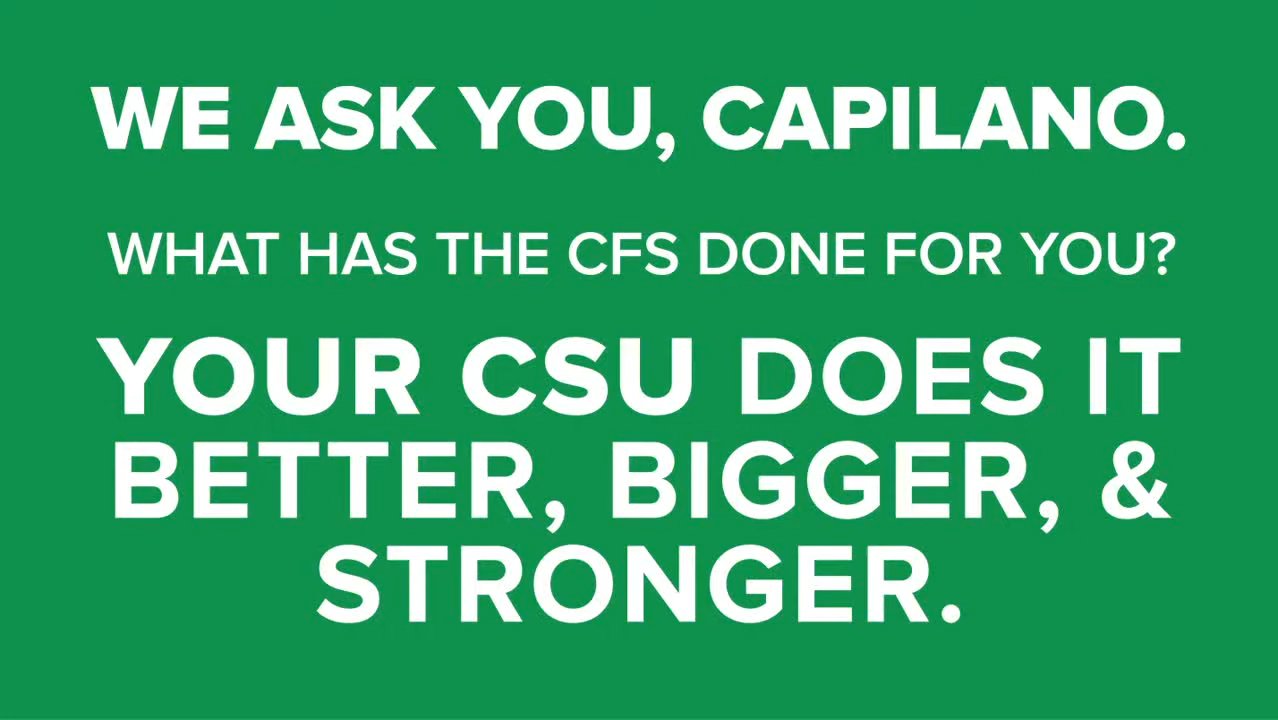 WE ASK YOU, CAPILANO.
WHAT HAS THE CFS DONE FOR YOU?
YOUR CSU DOES IT
BETTER, BIGGER, &
STRONGER.